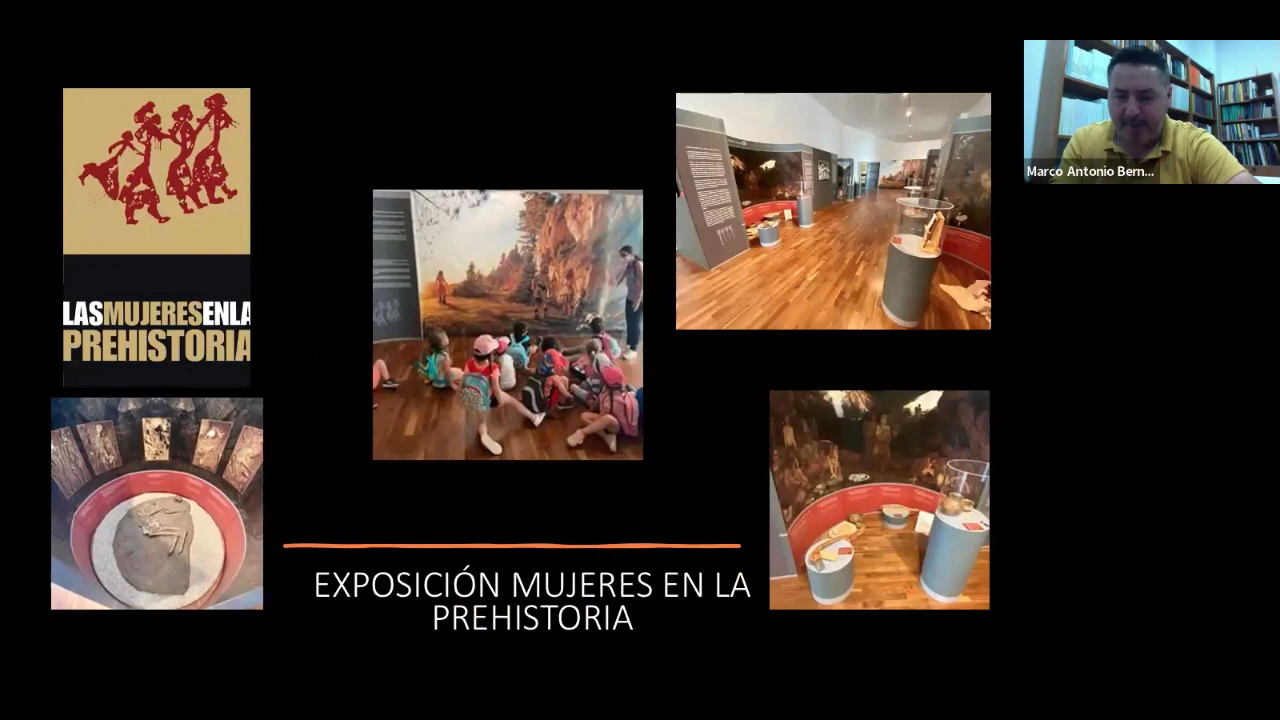 LASMUJERESENLA
PREHISTORIA
EXPOSICIÓN MUJERES EN LA
PREHISTORIA
Marco Antonio Bern...